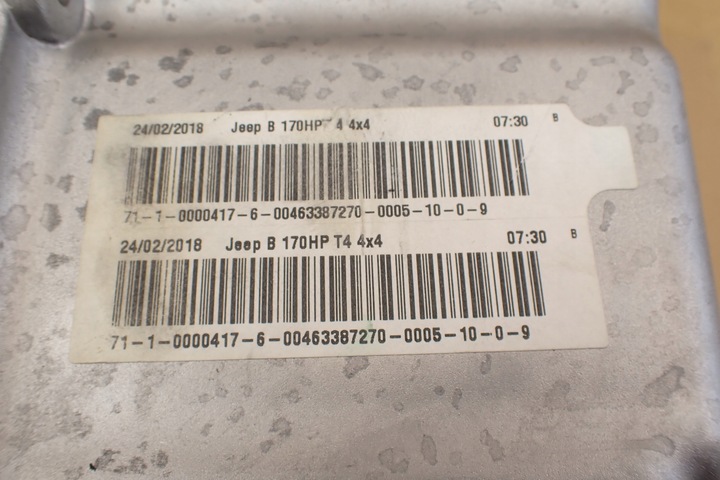 24/02/2018 Jeep B 170HP 4 4x4 07:30 B
71-1-0000417-6-00463387270-0005-10-0-9
24/02/2018 Jeep B 170HP T4 4x4 07:30 B
71-1-0000417-6-00463387270-0005-10-0-9